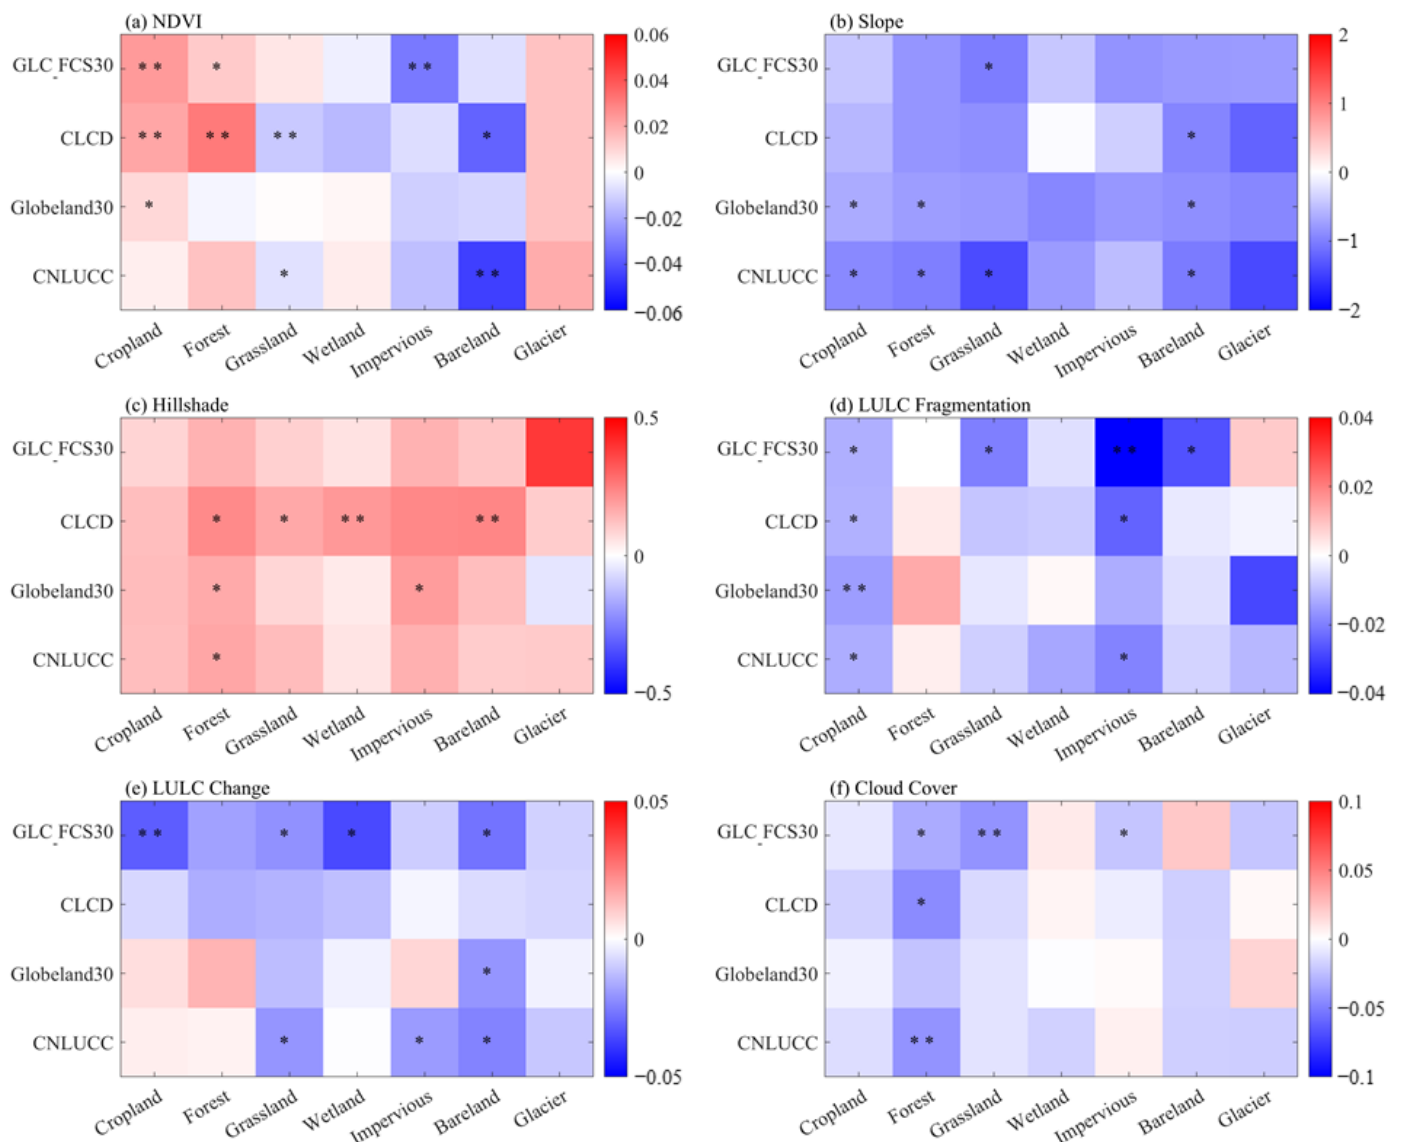 (a) NDVI
GLC_FCS30
CLCD
Globeland30
CNLUCC
* * * * *
* * * * * * *
*
* * *
Cropland Forest Grassland Wetland Impervious Bareland Glacier
0.06
0.04
0.02
0
−0.02
−0.04
−0.06
(b) Slope
GLC_FCS30
CLCD
Globeland30
CNLUCC
*
*
* * *
* * * *
Cropland Forest Grassland Wetland Impervious Bareland Glacier
2
1
0
−1
−2
(c) Hillshade
GLC_FCS30
CLCD
Globeland30
CNLUCC
* * * * * *
* *
*
Cropland Forest Grassland Wetland Impervious Bareland Glacier
0.5
0
−0.5
(d) LULC Fragmentation
GLC_FCS30
CLCD
Globeland30
CNLUCC
* * * * *
* *
* *
* *
Cropland Forest Grassland Wetland Impervious Bareland Glacier
0.04
0.02
0
−0.02
−0.04
(e) LULC Change
GLC_FCS30
CLCD
Globeland30
CNLUCC
* * * * *
*
* * *
Cropland Forest Grassland Wetland Impervious Bareland Glacier
0.05
0
−0.05
(f) Cloud Cover
GLC_FCS30
CLCD
Globeland30
CNLUCC
* * * *
*
* *
Cropland Forest Grassland Wetland Impervious Bareland Glacier
0.1
0.05
0
−0.05
−0.1